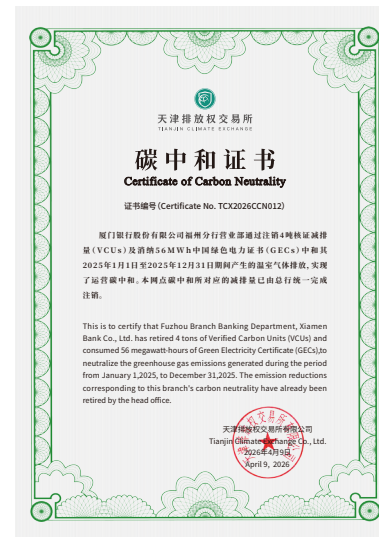 天津排放权交易所
TIANJIN CLIMATE EXCHANGE
碳中和证书
Certificate of Carbon Neutrality
证书编号(Certificate No. TCX2026CCN012)
厦门银行股份有限公司福州分行营业部通过注销4吨核证减排
量(VCUs)及消纳56MWh中国绿色电力证书(GECs)中和其
2025年1月1日至2025年12月31日期间产生的温室气体排放,实现
了运营碳中和。本网点碳中和所对应的减排量已由总行统一完成
注销。
This is to certify that Fuzhou Branch Banking Department, Xiamen
Bank Co., Ltd. has retired 4 tons of Verified Carbon Units (VCUs) and
consumed 56 megawatt-hours of Green Electricity Certificate (GECs),to
neutralize the greenhouse gas emissions generated during the period
from January 1,2025, to December 31,2025. The emission reductions
corresponding to this branch's carbon neutrality have already been
retired by the head office.
天津排放权交易所有限公司
Tianjin Climate Exchange Co., Ltd.
2026年4月9日
April 9, 2026